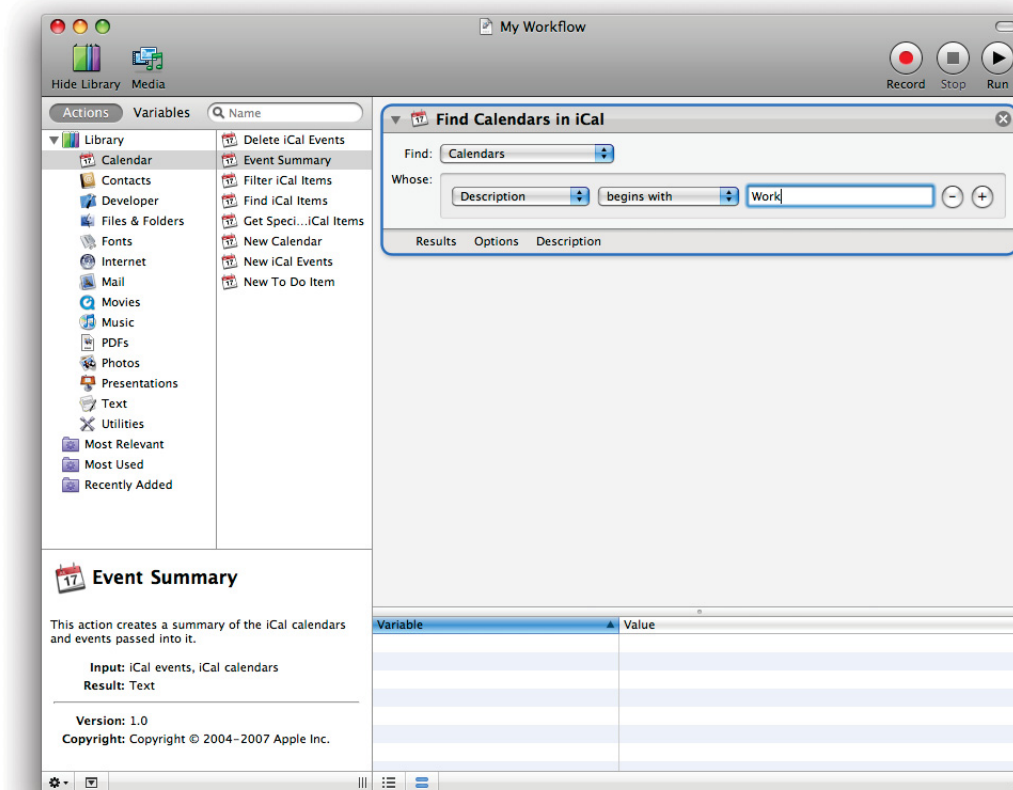 My Workflow
Hide Library Media
Record Stop Run
Actions Variables Name
Library
Calendar
Contacts
Developer
Files & Folders
Fonts
Internet
Mail
Movies
Music
PDFs
Photos
Presentations
Text
Utilities
Most Relevant
Most Used
Recently Added
Delete iCal Events
Event Summary
Filter iCal Items
Find iCal Items
Get Speci...iCal Items
New Calendar
New iCal Events
New To Do Item
Find Calendars in iCal
Find: Calendars
Whose:
Description begins with Work
Results Options Description
17 Event Summary
This action creates a summary of the iCal calendars
and events passed into it.
Input: iCal events, iCal calendars
Result: Text
Version: 1.0
Copyright: Copyright © 2004–2007 Apple Inc.
Variable Value